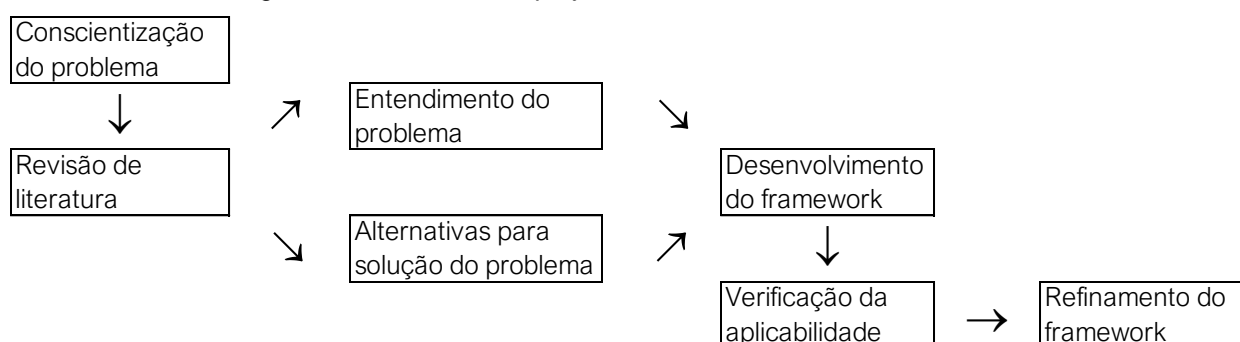 Conscientização
do problema
↓
Revisão de
literatura
↗
Entendimento do
problema
↘
Alternativas para
solução do problema
↘
↗
Desenvolvimento
do framework
↓
Verificação da
aplicabilidade
→
Refinamento do
framework